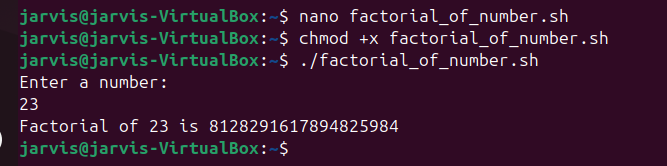 jarvis@jarvis-VirtualBox:~$ nano factorial_of_number.sh
jarvis@jarvis-VirtualBox:~$ chmod +x factorial_of_number.sh
jarvis@jarvis-VirtualBox:~$ ./factorial_of_number.sh
Enter a number:
23
Factorial of 23 is 8128291617894825984
jarvis@jarvis-VirtualBox:~$